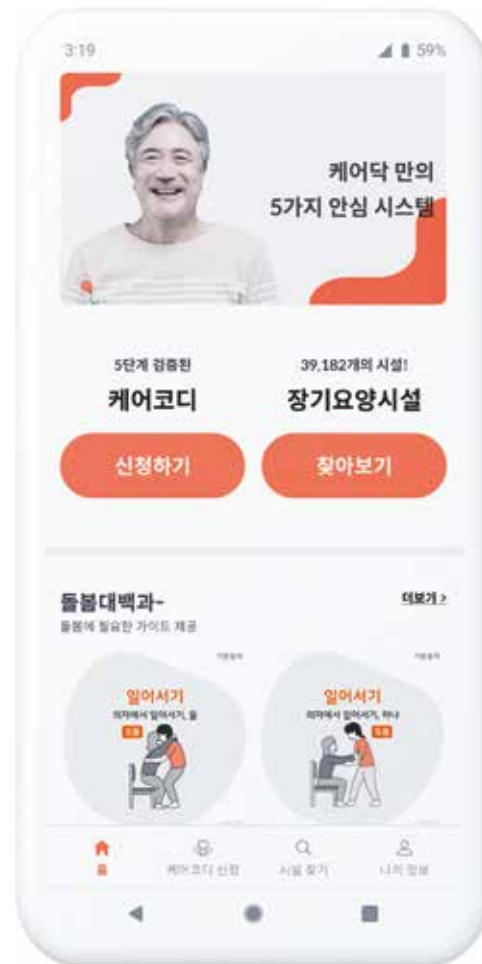 3:19
59%
케어닥 만의
5가지 안심 시스템
5단계 검증된
케어코디
신청하기
39,182개의 시설!
장기요양시설
찾아보기
돌봄대백과~
더보기 >
돌봄에 필요한 가이드 제공
일어서기
의자에서 일어서기, 둘
도움
일어서기
의자에서 일어서기, 하나
도움
홈
케어코디 신청
시설 찾기
나의 정보